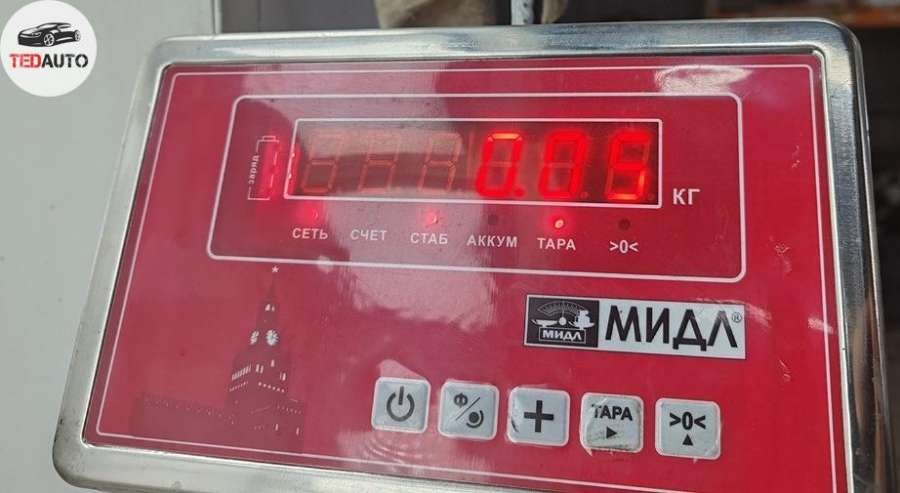 TEDAUTO
заряд
0.05
КГ
СЕТЬ СЧЕТ СТАБ АККУМ ТАРА >0<
МИДЛ
МИДЛ®
Ф/
+
ТАРА
>0<